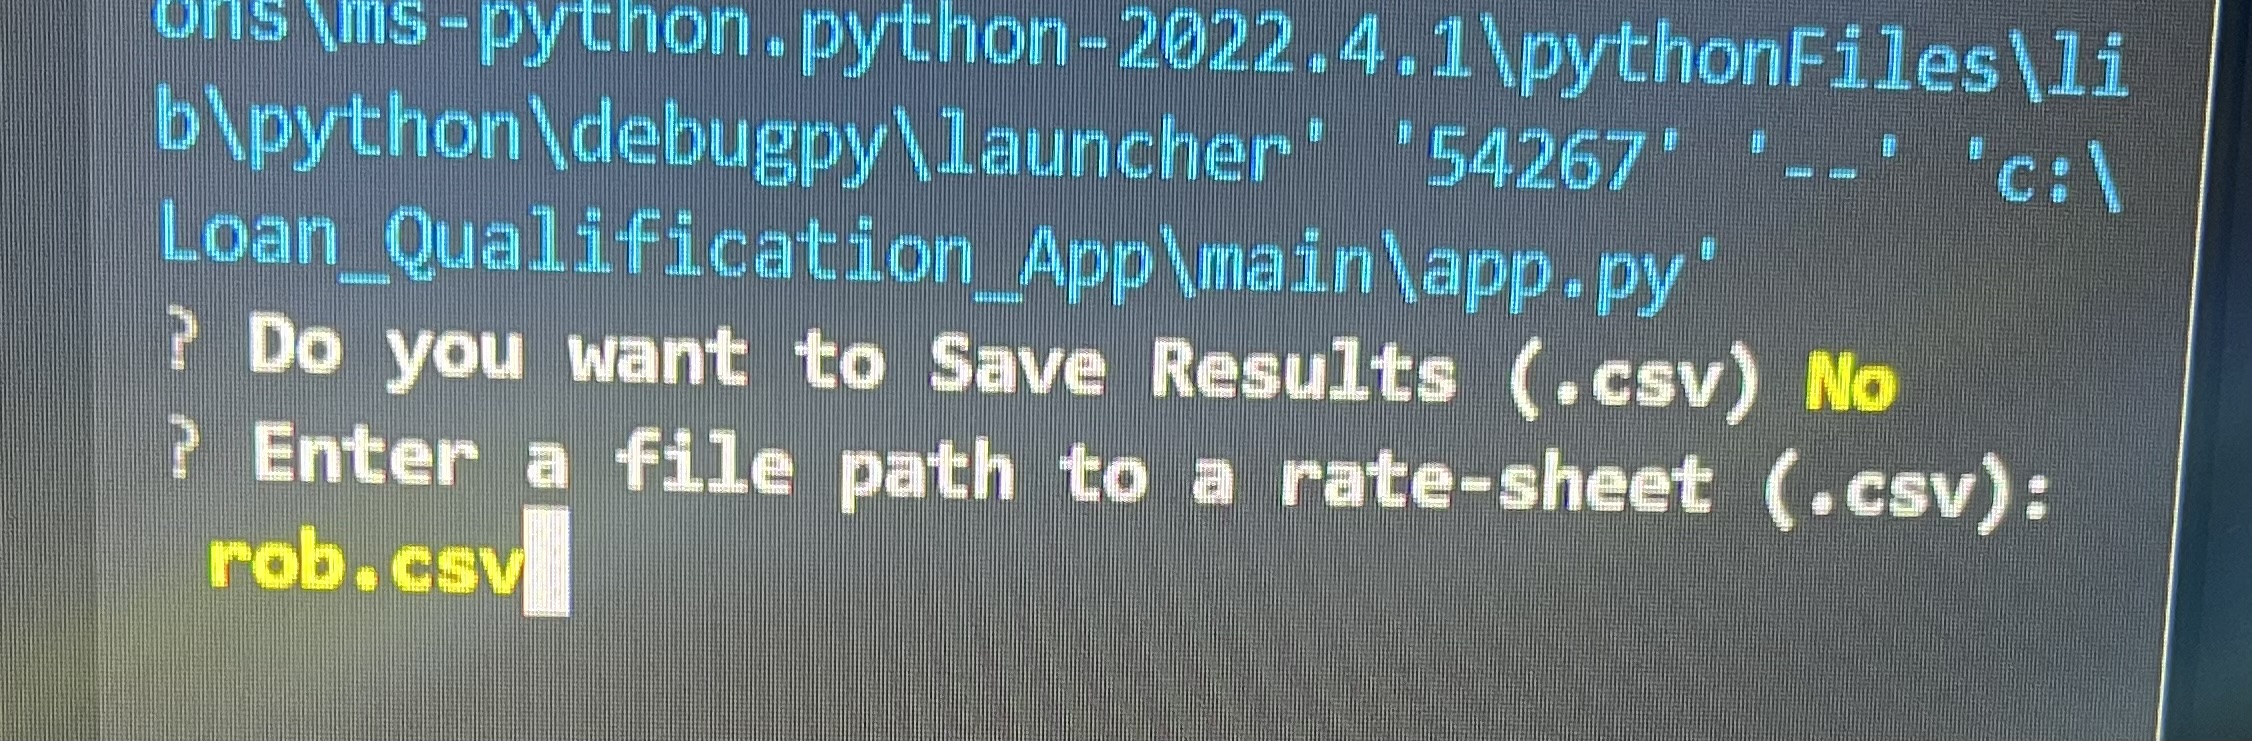 ons\ms-python.python-2022.4.1\pythonFiles\li
b\python\debugpy\launcher' '54267' '--' 'c:\
Loan_Qualification_App\main\app.py'
? Do you want to Save Results (.csv) No
? Enter a file path to a rate-sheet (.csv):
rob.csv